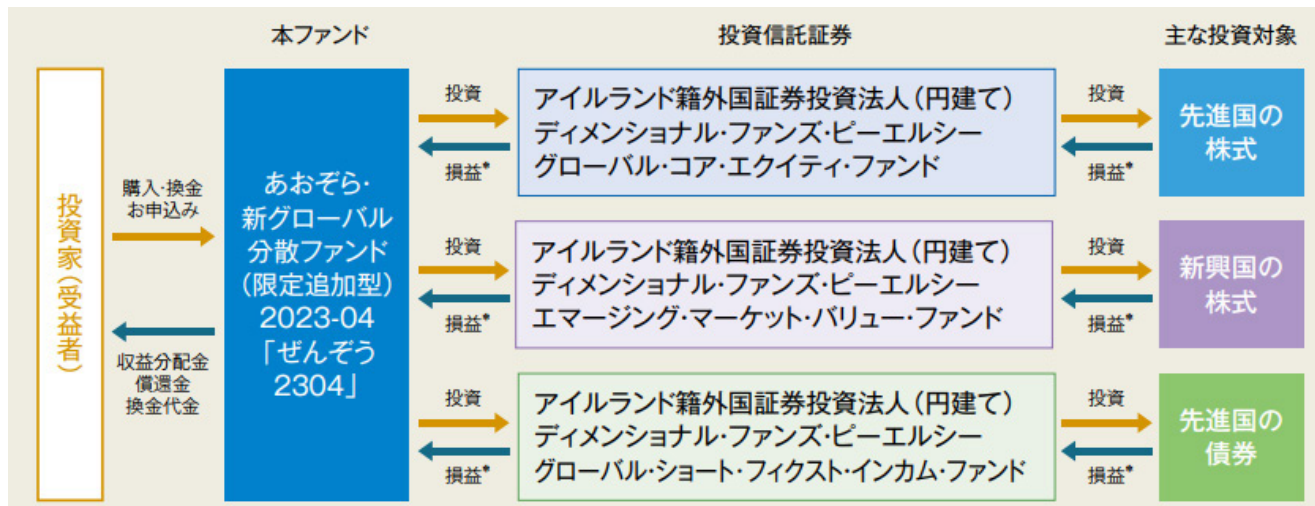 本ファンド
投資信託証券
主な投資対象
投資家(受益者)
購入・換金
お申込み
収益分配金
償還金
換金代金
あおぞら・
新グローバル
分散ファンド
(限定追加型)
2023-04
「ぜんぞう
2304」
投資
損益*
アイルランド籍外国証券投資法人(円建て)
ディメンショナル・ファンズ・ピーエルシー
グローバル・コア・エクイティ・ファンド
投資
損益*
先進国の
株式
投資
損益*
アイルランド籍外国証券投資法人(円建て)
ディメンショナル・ファンズ・ピーエルシー
エマージング・マーケット・バリュー・ファンド
投資
損益*
新興国の
株式
投資
損益*
アイルランド籍外国証券投資法人(円建て)
ディメンショナル・ファンズ・ピーエルシー
グローバル・ショート・フィクスト・インカム・ファンド
投資
損益*
先進国の
債券